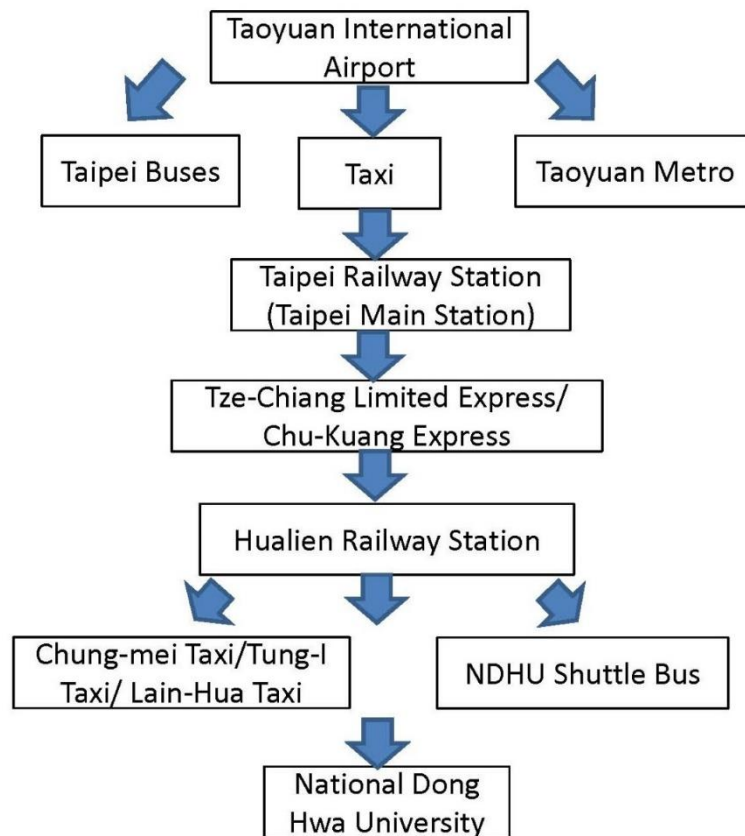 Taoyuan International
Airport
Taipei Buses
Taxi
Taoyuan Metro
Taipei Railway Station
(Taipei Main Station)
Tze-Chiang Limited Express/
Chu-Kuang Express
Hualien Railway Station
Chung-mei Taxi/Tung-I
Taxi/ Lain-Hua Taxi
NDHU Shuttle Bus
National Dong
Hwa University